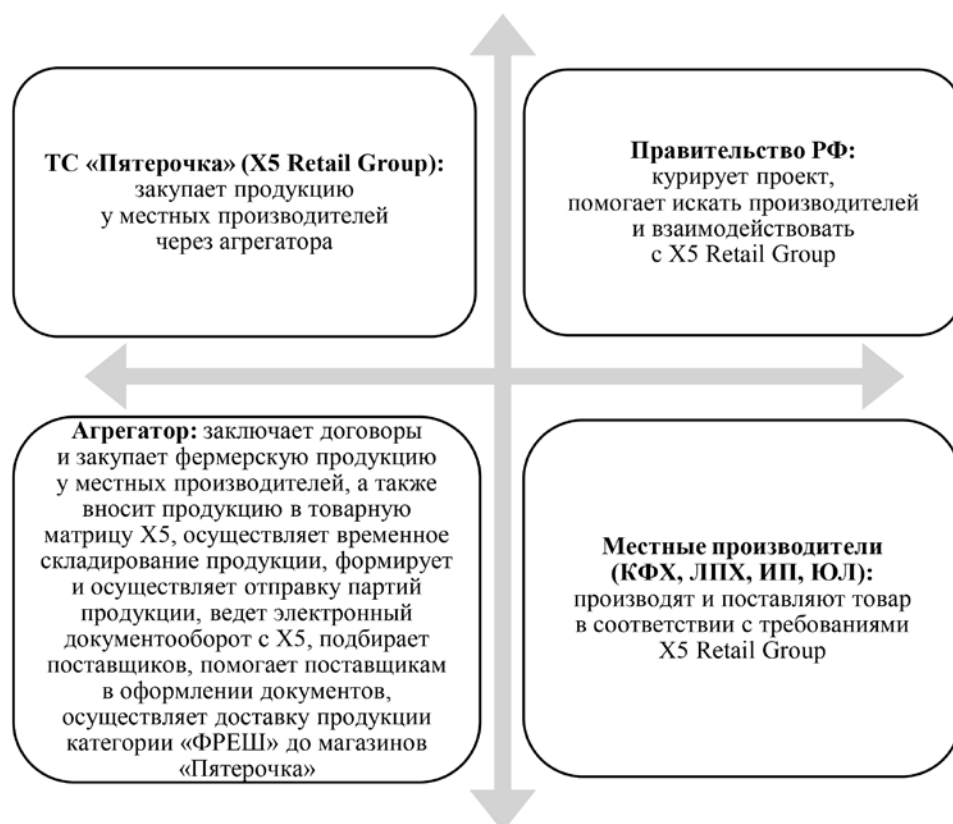 ТС «Пятерочка» (X5 Retail Group):
закупает продукцию
у местных производителей
через агрегатора
Правительство РФ:
курирует проект,
помогает искать производителей
и взаимодействовать
с X5 Retail Group
Агрегатор: заключает договоры
и закупает фермерскую продукцию
у местных производителей, а также
вносит продукцию в товарную
матрицу X5, осуществляет временное
складирование продукции, формирует
и осуществляет отправку партий
продукции, ведет электронный
документооборот с X5, подбирает
поставщиков, помогает поставщикам
в оформлении документов,
осуществляет доставку продукции
категории «ФРЕШ» до магазинов
«Пятерочка»
Местные производители
(КФХ, ЛПХ, ИП, ЮЛ):
производят и поставляют товар
в соответствии с требованиями
X5 Retail Group